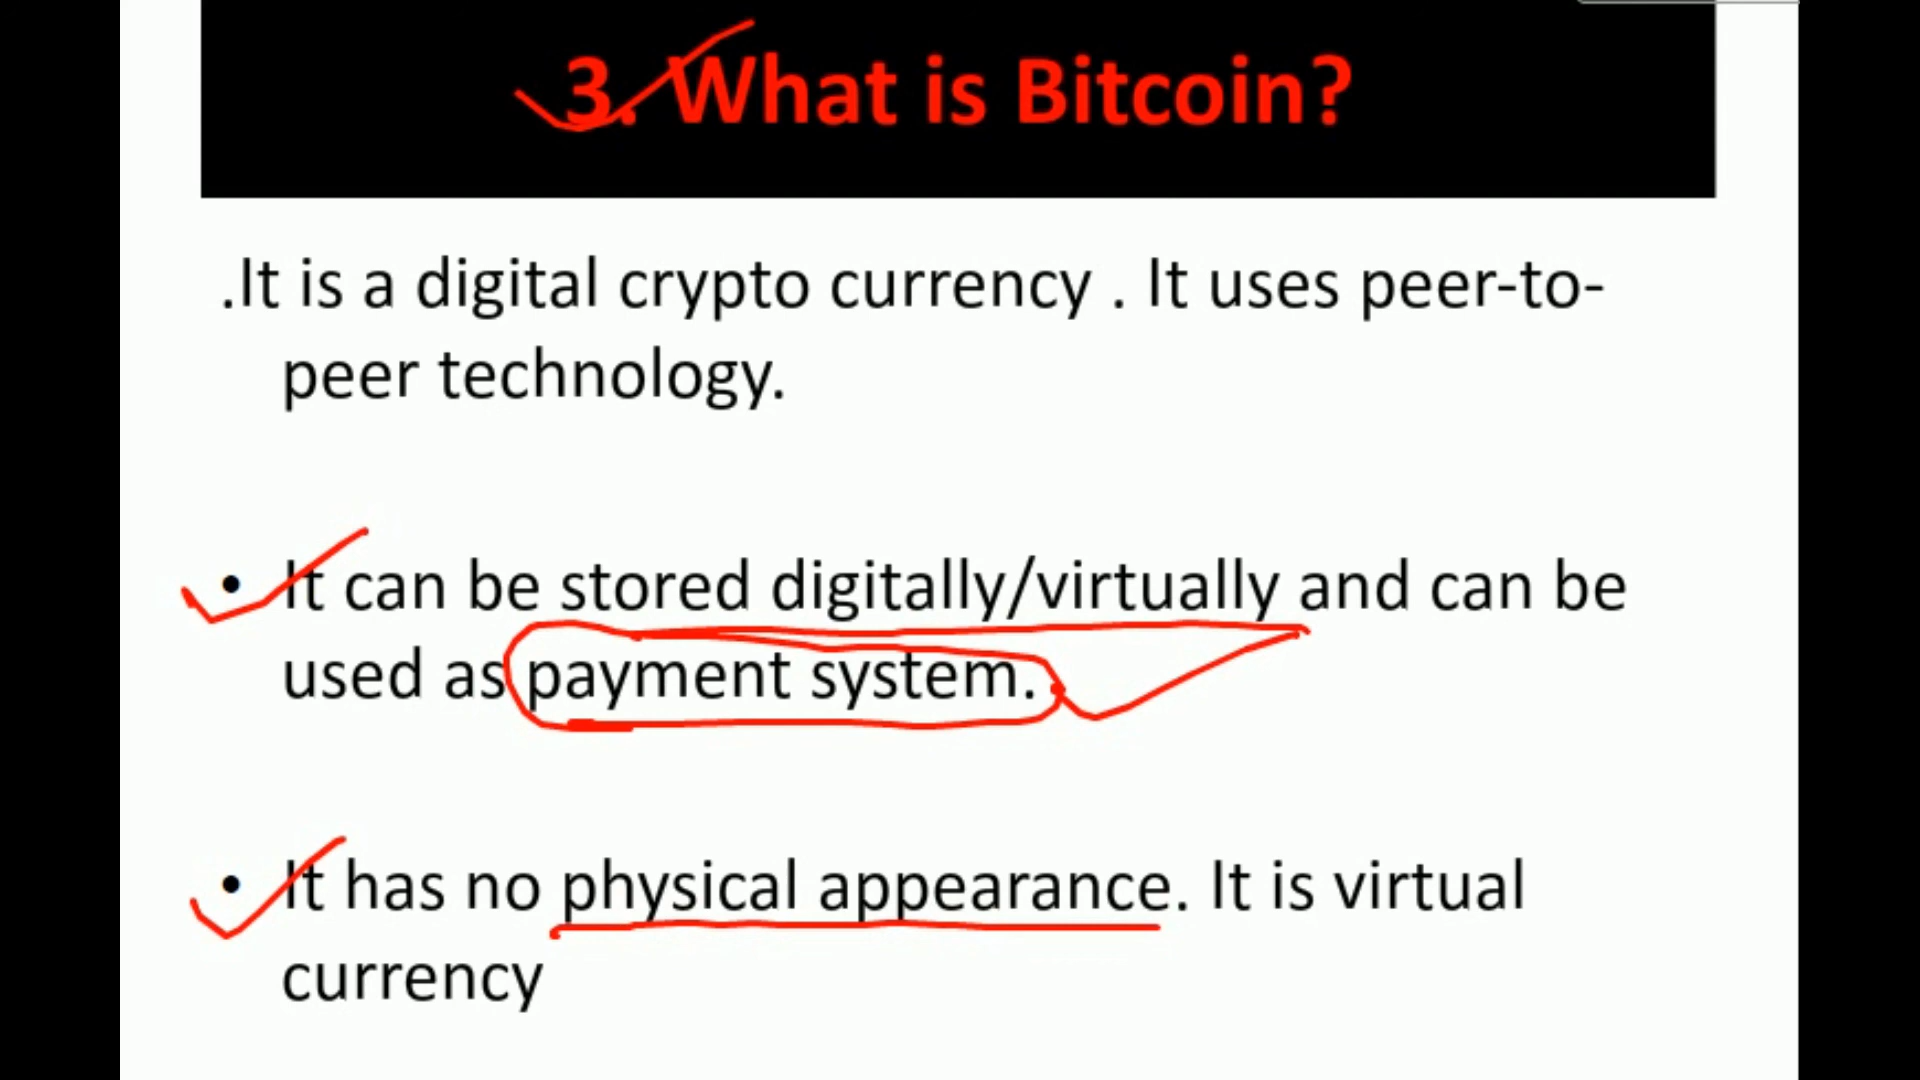 3. What is Bitcoin?
.It is a digital crypto currency . It uses peer-to-
peer technology.
• It can be stored digitally/virtually and can be
used as payment system.
• It has no physical appearance. It is virtual
currency